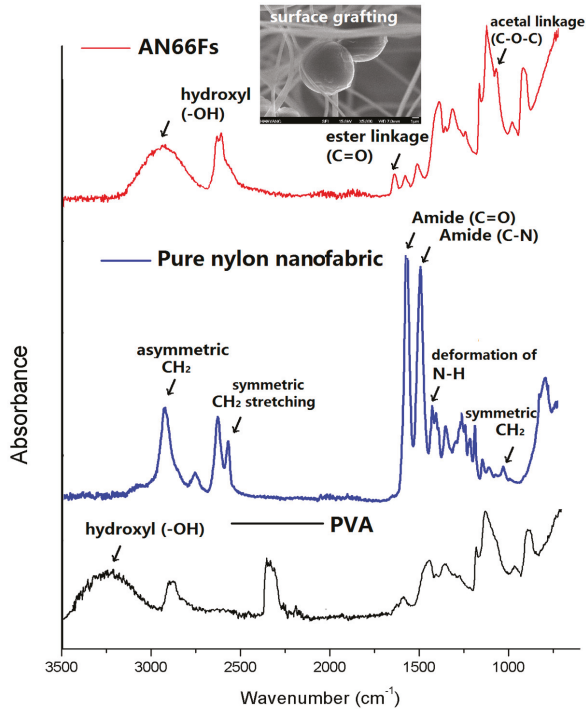 surface grafting
AN66Fs
acetal linkage
(C-O-C)
hydroxyl
(-OH)
ester linkage
(C=O)
Amide (C=O)
Amide (C-N)
Pure nylon nanofabric
asymmetric
CH2
symmetric
CH2 stretching
deformation of
N-H
symmetric
CH2
hydroxyl (-OH)
PVA
Absorbance
3500 3000 2500 2000 1500 1000
Wavenumber (cm-1)